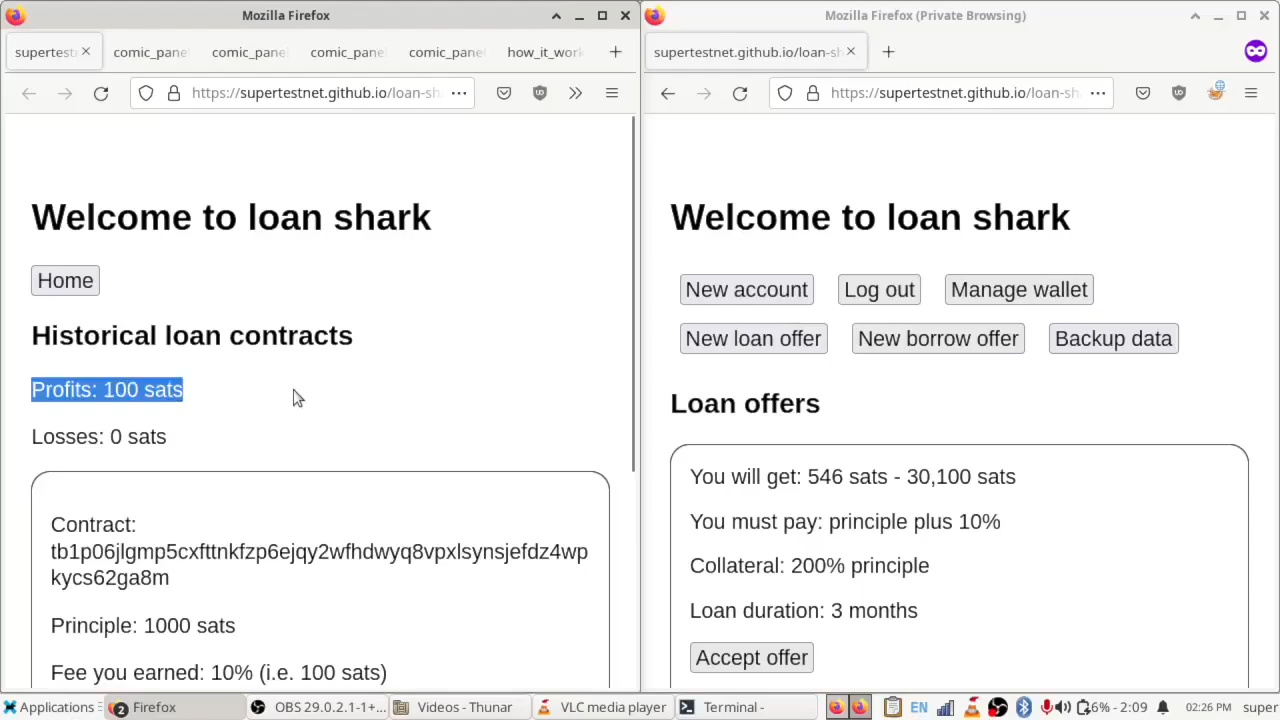 Mozilla Firefox
supertest
comic_pane
comic_pane
comic_pane
comic_pane
how_it_work
https://supertestnet.github.io/loan-sh
Welcome to loan shark
Home
Historical loan contracts
Profits: 100 sats
Losses: 0 sats
Contract:
tb1p06jlgmp5cxfttnkfzp6ejqy2wfhdwyq8vpxlsynsjefdz4wp
kycs62ga8m
Principle: 1000 sats
Fee you earned: 10% (i.e. 100 sats)
Mozilla Firefox (Private Browsing)
supertestnet.github.io/loan-sh
https://supertestnet.github.io/loan-sh
Welcome to loan shark
New account Log out Manage wallet
New loan offer New borrow offer Backup data
Loan offers
You will get: 546 sats - 30,100 sats
You must pay: principle plus 10%
Collateral: 200% principle
Loan duration: 3 months
Accept offer
Applications 2 Firefox OBS 29.0.2.1-1+... Videos - Thunar VLC media player Terminal - EN 6% - 2:09 02:26 PM super